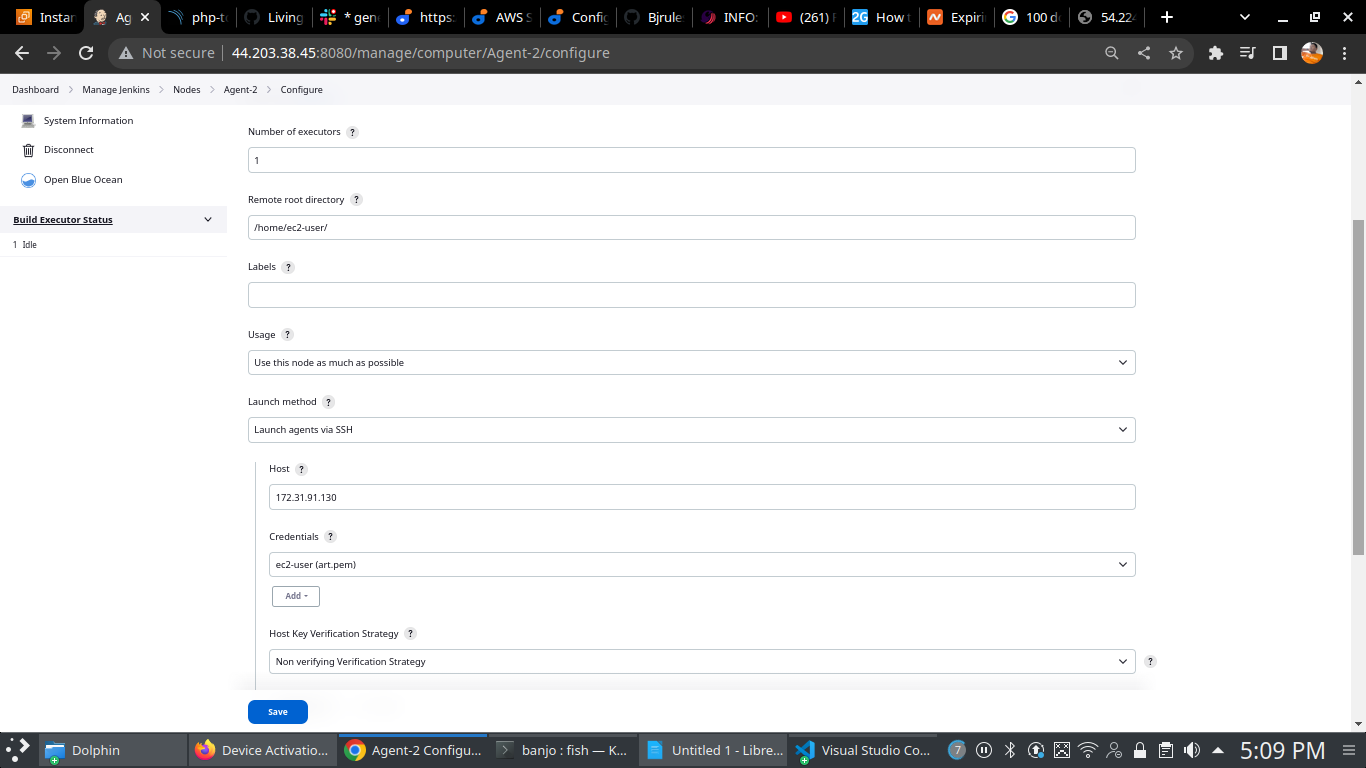 Instan
Ag
php-t
Living
* gen
https:
AWS S
Config
Bjrule
INFO:
(261)
2G
How t
Expiri
100 d
54.224
Not secure
44.203.38.45:8080/manage/computer/Agent-2/configure
Dashboard
Manage Jenkins
Nodes
Agent-2
Configure
System Information
Disconnect
Open Blue Ocean
Build Executor Status
1 Idle
Number of executors ?
1
Remote root directory ?
/home/ec2-user/
Labels ?
Usage ?
Use this node as much as possible
Launch method ?
Launch agents via SSH
Host ?
172.31.91.130
Credentials ?
ec2-user (art.pem)
Add
Host Key Verification Strategy ?
Non verifying Verification Strategy
?
Save
Dolphin
Device Activatio...
Agent-2 Configu...
banjo : fish — K...
Untitled 1 - Libre...
Visual Studio Co...
7
5:09 PM